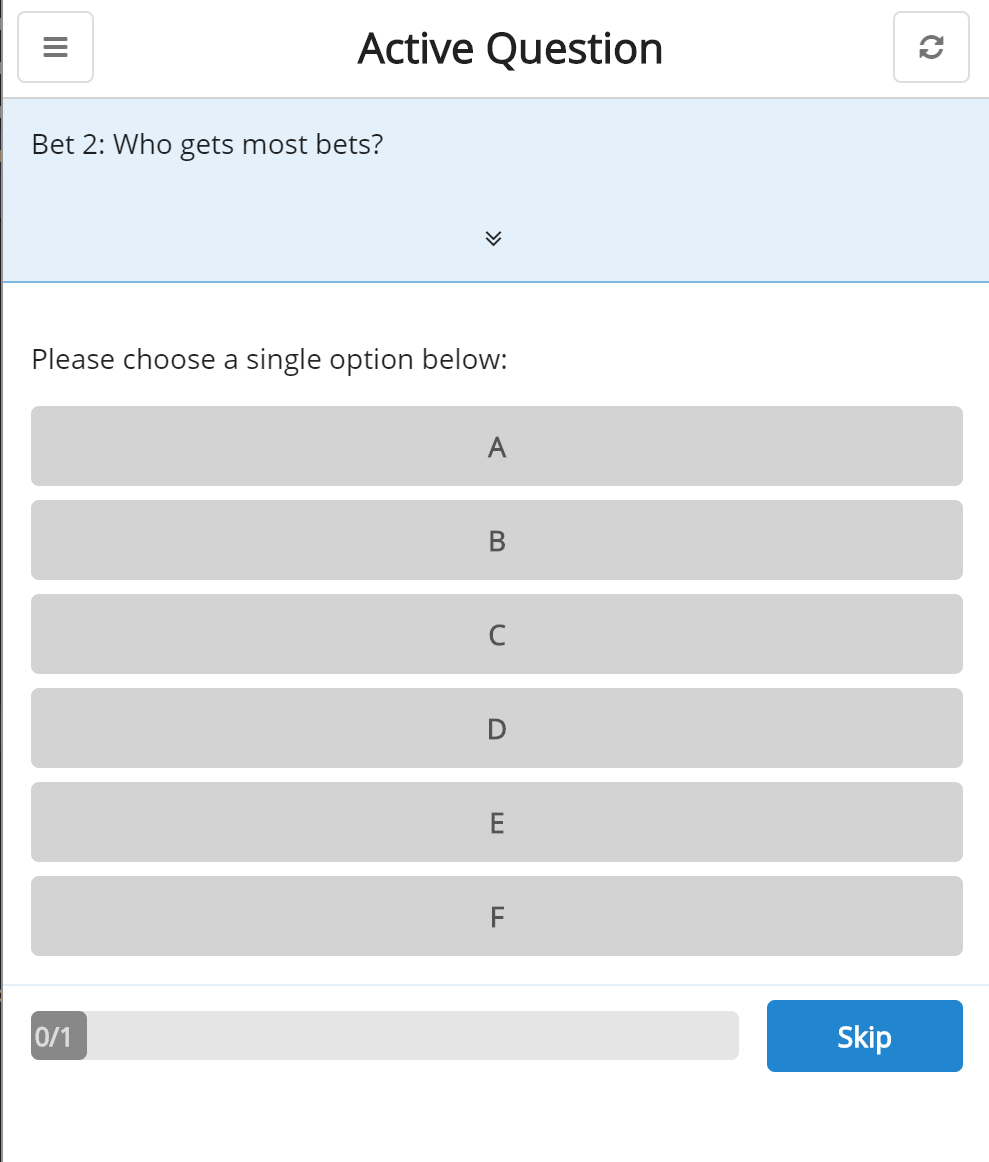 Active Question
Bet 2: Who gets most bets?
Please choose a single option below:
A
B
C
D
E
F
0/1
Skip